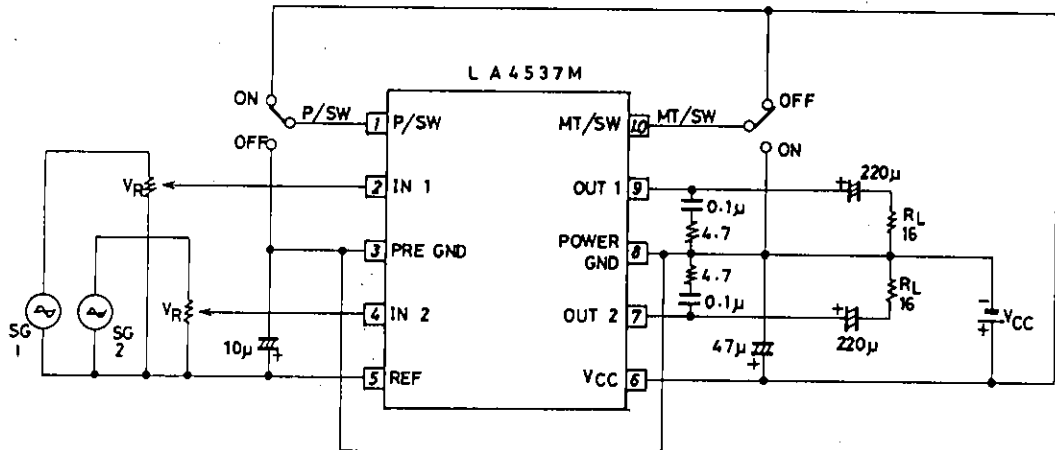 L A4537M
ON
P/SW
OFF
1 P/SW
MT/SW 10
MT/SW
OFF
ON
VR
2 IN 1
OUT 1 9
220μ
+
0.1μ
4.7
RL
16
3 PRE GND
POWER
GND 8
4.7
0.1μ
RL
16
VR
4 IN 2
OUT 2 7
+
220μ
-
+
VCC
SG
1
SG
2
10μ
+
47μ
+
5 REF
VCC 6